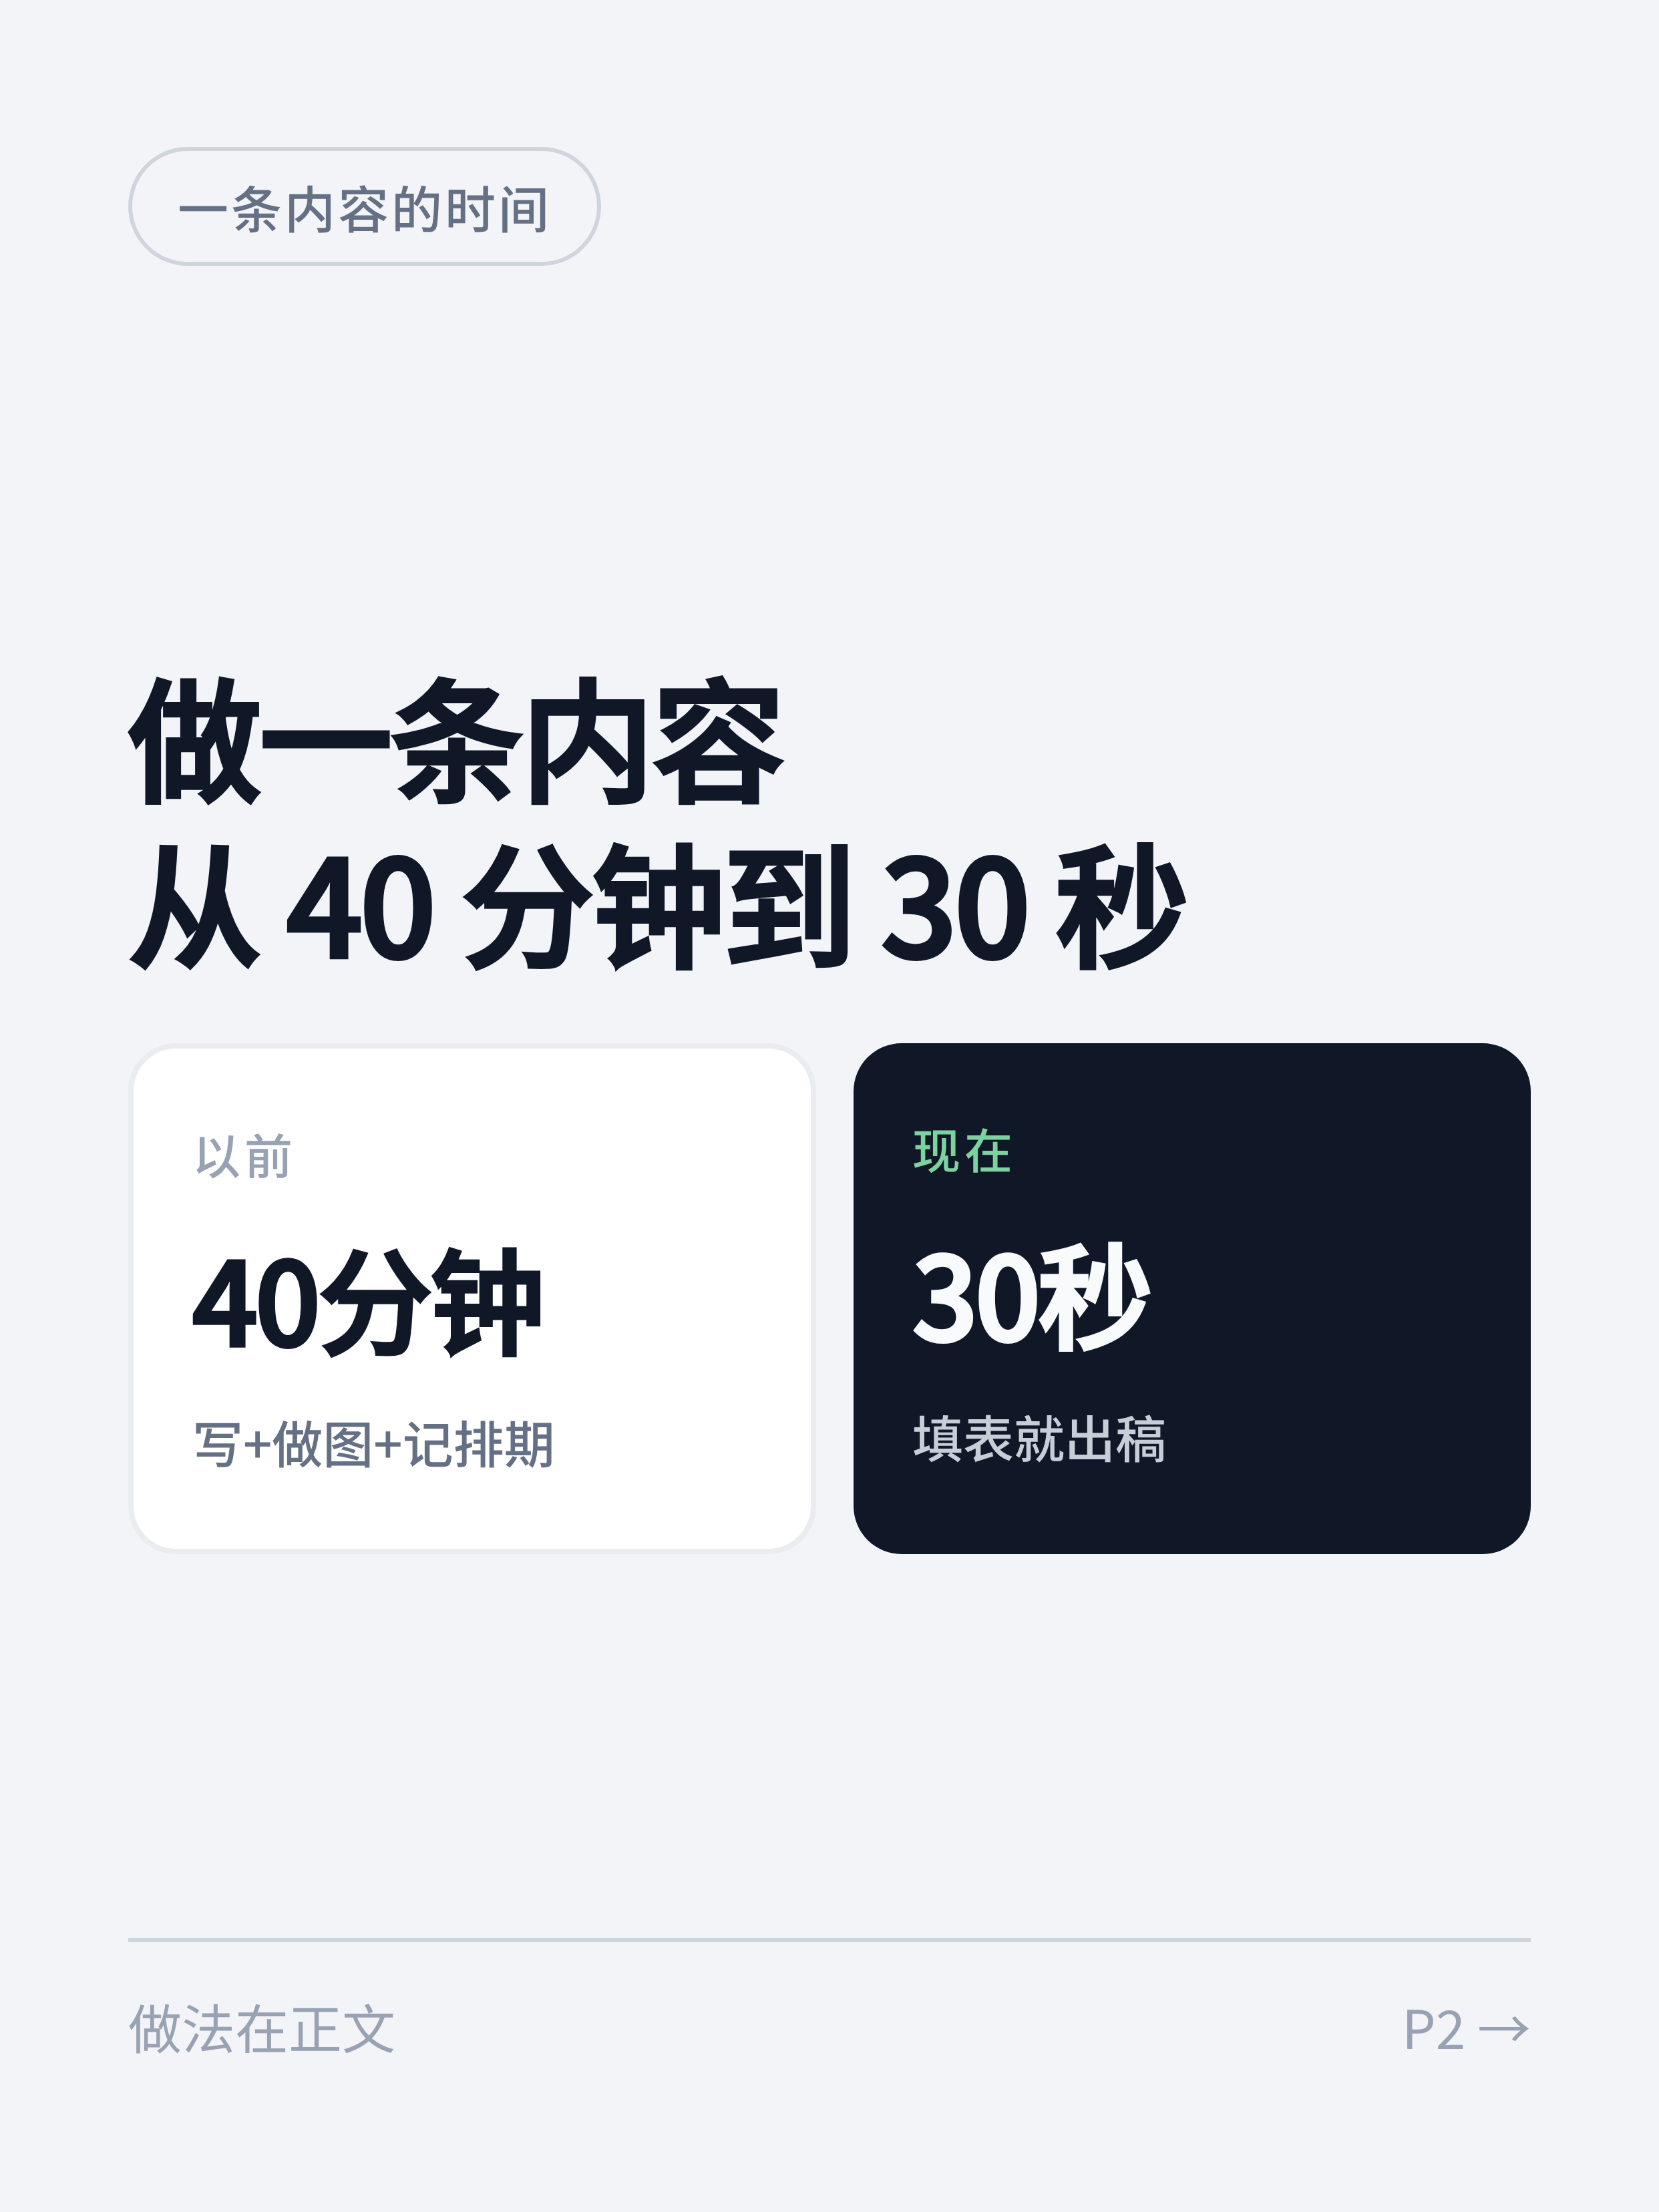 一条内容的时间
做一条内容
从 40 分钟到 30 秒
以前
40分钟
写+做图+记排期
现在
30秒
填表就出稿
做法在正文
P2 →